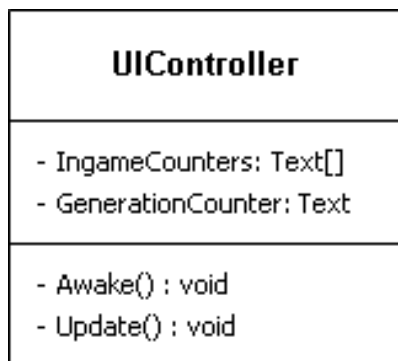 UIController
- IngameCounters: Text[]
- GenerationCounter: Text
- Awake() : void
- Update() : void